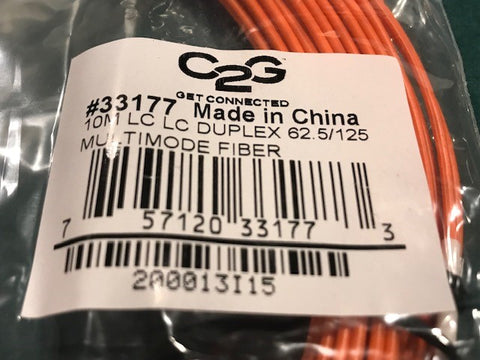 C2G
GET CONNECTED
#33177 Made in China
10M LC LC DUPLEX 62.5/125
MULTIMODE FIBER
7 57120 33177 3
200013I15